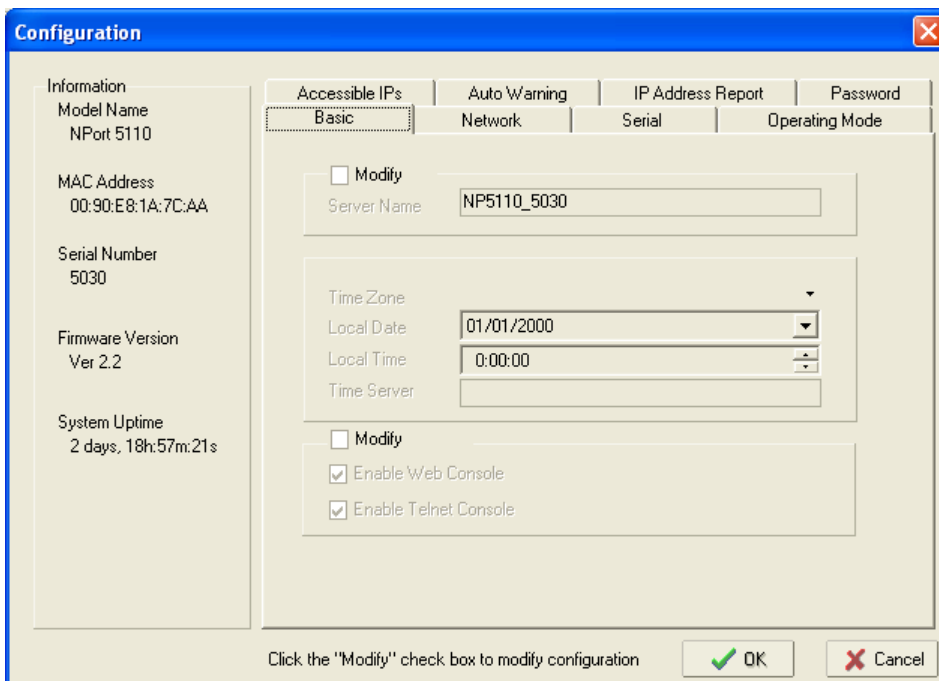 Configuration
Information
Model Name
NPort 5110
MAC Address
00:90:E8:1A:7C:AA
Serial Number
5030
Firmware Version
Ver 2.2
System Uptime
2 days, 18h:57m:21s
Accessible IPs
Auto Warning
IP Address Report
Password
Basic
Network
Serial
Operating Mode
Modify
Server Name
NP5110_5030
Time Zone
Local Date
01/01/2000
Local Time
0:00:00
Time Server
Modify
Enable Web Console
Enable Telnet Console
Click the "Modify" check box to modify configuration
OK
Cancel